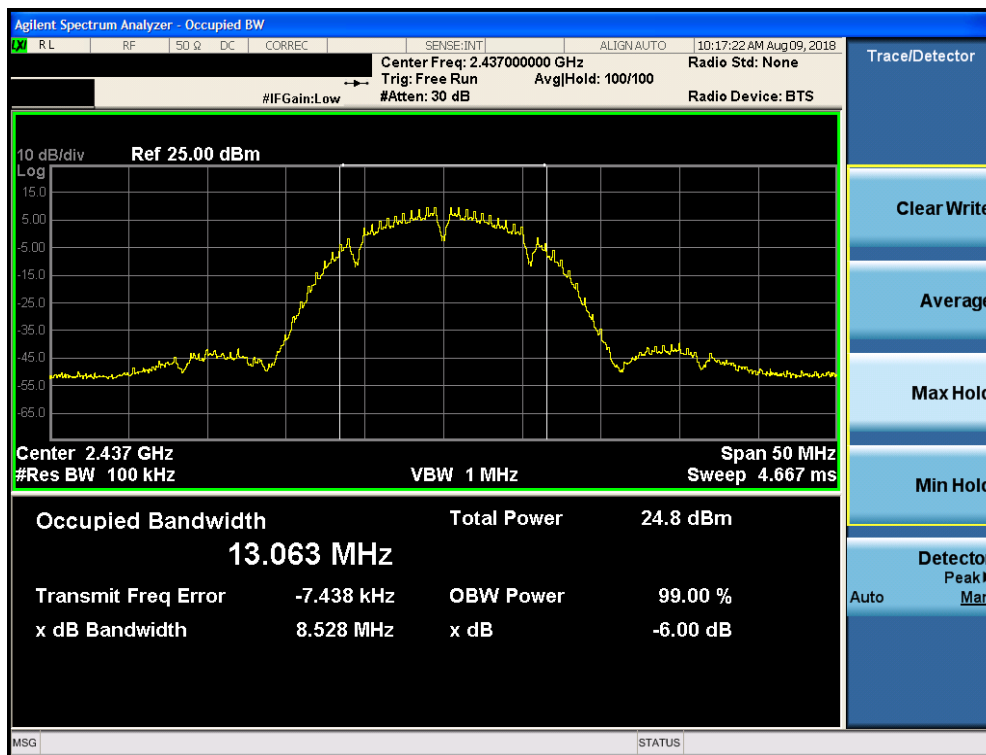 Agilent Spectrum Analyzer - Occupied BW
LXI RL RF 50 Ω DC CORREC SENSE:INT ALIGN AUTO 10:17:22 AM Aug 09, 2018
Center Freq: 2.437000000 GHz Radio Std: None
Trig: Free Run Avg|Hold: 100/100
#IFGain:Low #Atten: 30 dB Radio Device: BTS
Trace/Detector
10 dB/div Ref 25.00 dBm
Log
15.0
5.00
-5.00
-15.0
-25.0
-35.0
-45.0
-55.0
-65.0
Center 2.437 GHz Span 50 MHz
#Res BW 100 kHz VBW 1 MHz Sweep 4.667 ms
Occupied Bandwidth Total Power 24.8 dBm
13.063 MHz
Transmit Freq Error -7.438 kHz OBW Power 99.00 %
x dB Bandwidth 8.528 MHz x dB -6.00 dB
Clear Write
Average
Max Hold
Min Hold
Detector
Peak
Auto Man
MSG STATUS